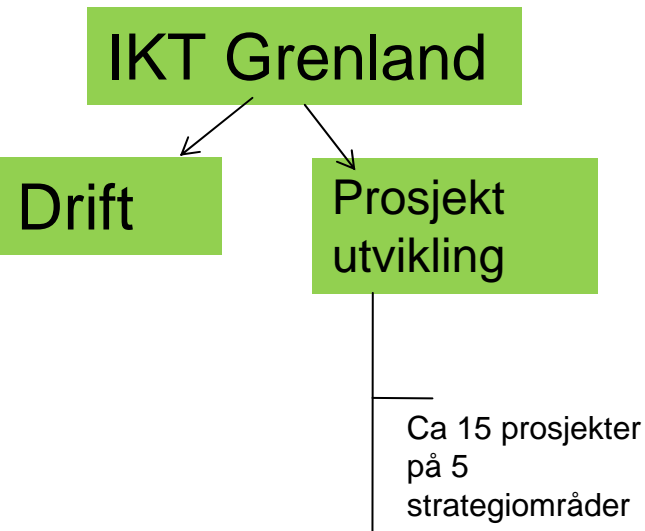 IKT Grenland
Drift
Prosjekt
utvikling
Ca 15 prosjekter
på 5
strategiområder